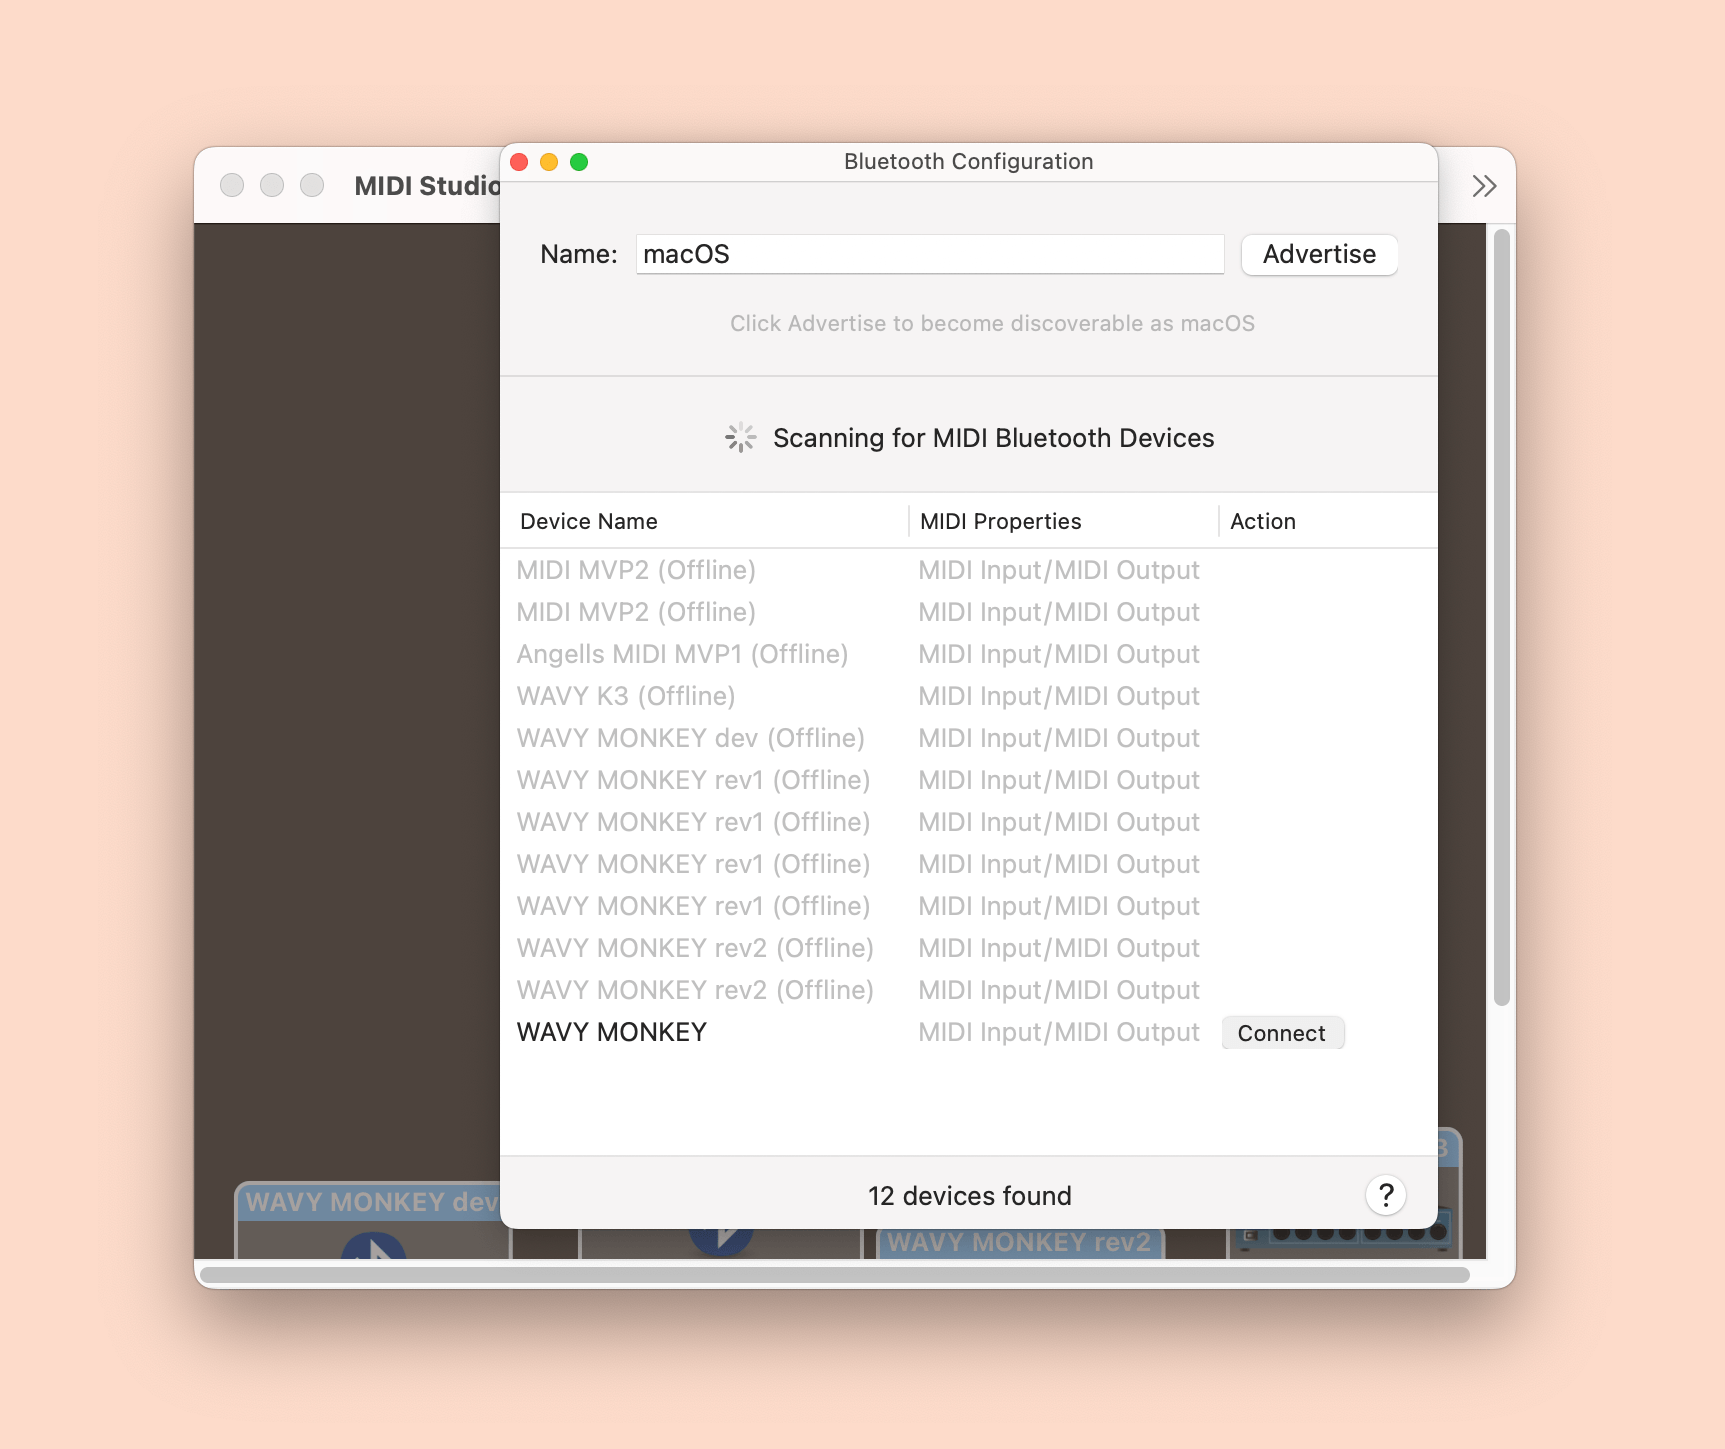 MIDI Studio
Bluetooth Configuration
Name: macOS Advertise
Click Advertise to become discoverable as macOS
Scanning for MIDI Bluetooth Devices
Device Name MIDI Properties Action
MIDI MVP2 (Offline) MIDI Input/MIDI Output
MIDI MVP2 (Offline) MIDI Input/MIDI Output
Angells MIDI MVP1 (Offline) MIDI Input/MIDI Output
WAVY K3 (Offline) MIDI Input/MIDI Output
WAVY MONKEY dev (Offline) MIDI Input/MIDI Output
WAVY MONKEY rev1 (Offline) MIDI Input/MIDI Output
WAVY MONKEY rev1 (Offline) MIDI Input/MIDI Output
WAVY MONKEY rev1 (Offline) MIDI Input/MIDI Output
WAVY MONKEY rev1 (Offline) MIDI Input/MIDI Output
WAVY MONKEY rev2 (Offline) MIDI Input/MIDI Output
WAVY MONKEY rev2 (Offline) MIDI Input/MIDI Output
WAVY MONKEY MIDI Input/MIDI Output Connect
12 devices found ?
3
WAVY MONKEY dev
WAVY MONKEY rev2